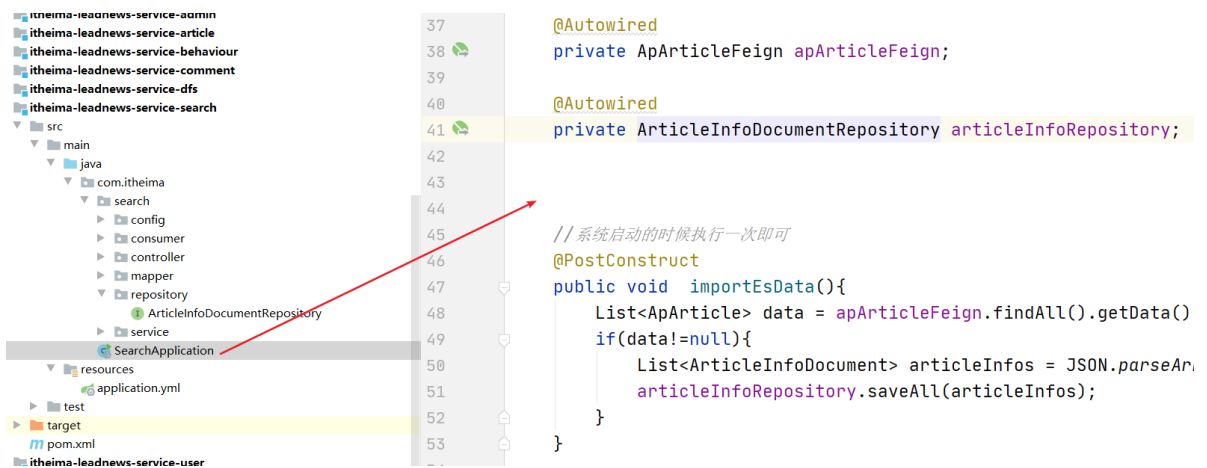 itheima-leadnews-service-admin
itheima-leadnews-service-article
itheima-leadnews-service-behaviour
itheima-leadnews-service-comment
itheima-leadnews-service-dfs
itheima-leadnews-service-search
src
main
java
com.itheima
search
config
consumer
controller
mapper
repository
ArticleInfoDocumentRepository
service
SearchApplication
resources
application.yml
test
target
pom.xml
itheima-leadnews-service-user
37 @Autowired
38 private ApArticleFeign apArticleFeign;
39
40 @Autowired
41 private ArticleInfoDocumentRepository articleInfoRepository;
42
43
44
45 //系统启动的时候执行一次即可
46 @PostConstruct
47 public void importEsData(){
48 List<ApArticle> data = apArticleFeign.findAll().getData()
49 if(data!=null){
50 List<ArticleInfoDocument> articleInfos = JSON.parseAr
51 articleInfoRepository.saveAll(articleInfos);
52 }
53 }